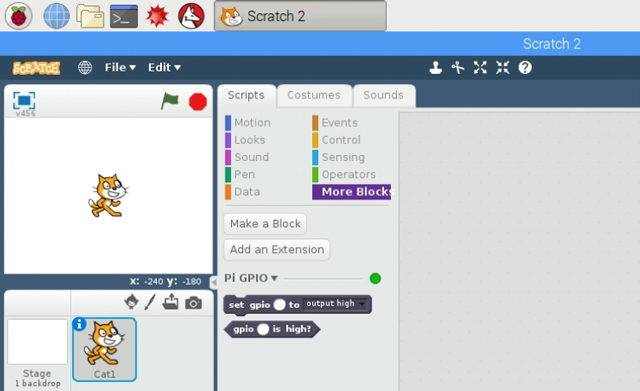 Scratch 2
Scratch 2
SCRATCH File ▾ Edit ▾
v456
Scripts Costumes Sounds
Motion Events
Looks Control
Sound Sensing
Pen Operators
Data More Blocks
Make a Block
Add an Extension
Pi GPIO ▾
set gpio to output high
gpio is high?
x: -240 y: -180
Stage
1 backdrop
Cat1